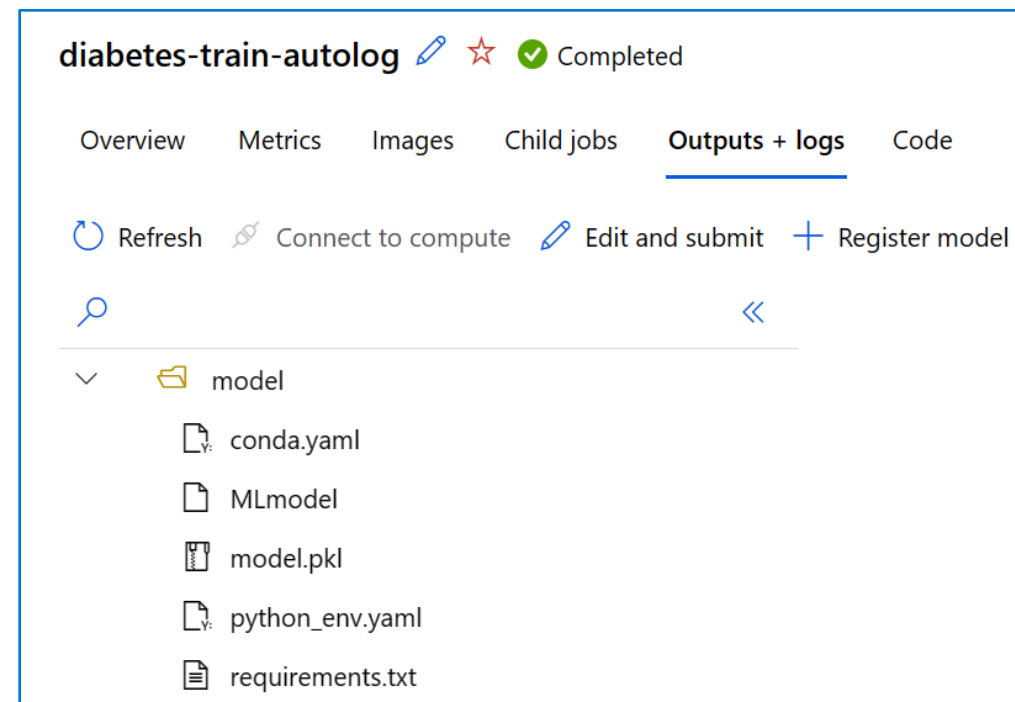 diabetes-train-autolog Completed
Overview Metrics Images Child jobs Outputs + logs Code
Refresh Connect to compute Edit and submit Register model
model
conda.yaml
MLmodel
model.pkl
python_env.yaml
requirements.txt